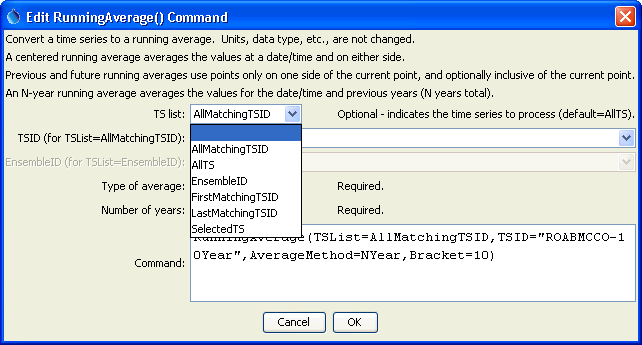 Edit RunningAverage() Command
Convert a time series to a running average. Units, data type, etc., are not changed.
A centered running average averages the values at a date/time and on either side.
Previous and future running averages use points only on one side of the current point, and optionally inclusive of the current point.
An N-year running average averages the values for the date/time and previous years (N years total).
TS list: AllMatchingTSID Optional - indicates the time series to process (default=AllTS).
TSID (for TSList=AllMatchingTSID):
AllMatchingTSID
EnsembleID (for TSList=EnsembleID):
AllTS
EnsembleID
Type of average: Required.
FirstMatchingTSID
Number of years: Required.
LastMatchingTSID
SelectedTS
RunningAverage(TSList=AllMatchingTSID,TSID="ROABMCCO-1
0Year",AverageMethod=NYear,Bracket=10)
Command:
Cancel OK